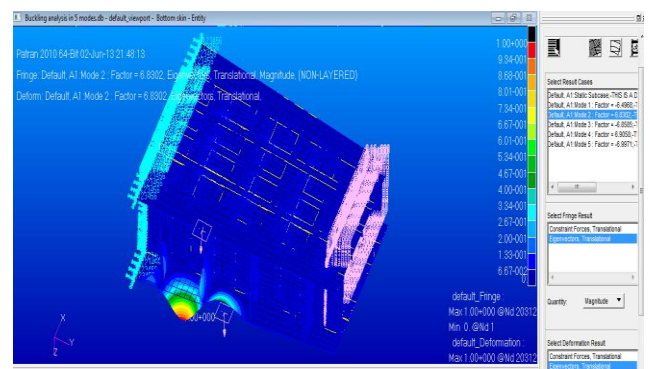 Buckling analysis in 3 modes.db - default_viewport - Bottom skin - Entity
Patran 2010 64-Bit 02-Jun-13 21:48:13
Fringe: Default, A1:Mode 2 : Factor = 6.8302, Eigenvectors, Translational, Magnitude, (NON-LAYERED)
Deform: Default, A1:Mode 2 : Factor = 6.8302, Eigenvectors, Translational,
1.00+000
9.34-001
8.68-001
8.01-001
7.34-001
6.67-001
6.01-001
5.34-001
4.67-001
4.00-001
3.34-001
2.67-001
2.00-001
1.33-001
6.67-002
default_Fringe :
Max 1.00+000 @Nd 20312
Min 0. @Nd 1
default_Deformation :
Max 1.00+000 @Nd 20312
X
Y
Z
Select Result Cases
Default, A1:Static Subcase;-THIS IS A D
Default, A1:Mode 1 : Factor = -6.4968;-T
Default, A1:Mode 2 : Factor = 6.8302;-T
Default, A1:Mode 3 : Factor = -6.8585;-T
Default, A1:Mode 4 : Factor = 6.9058;-T
Default, A1:Mode 5 : Factor = -6.9971;-T
Select Fringe Result
Constraint Forces, Translational
Eigenvectors, Translational
Quantity: Magnitude
Select Deformation Result
Constraint Forces, Translational
Eigenvectors, Translational